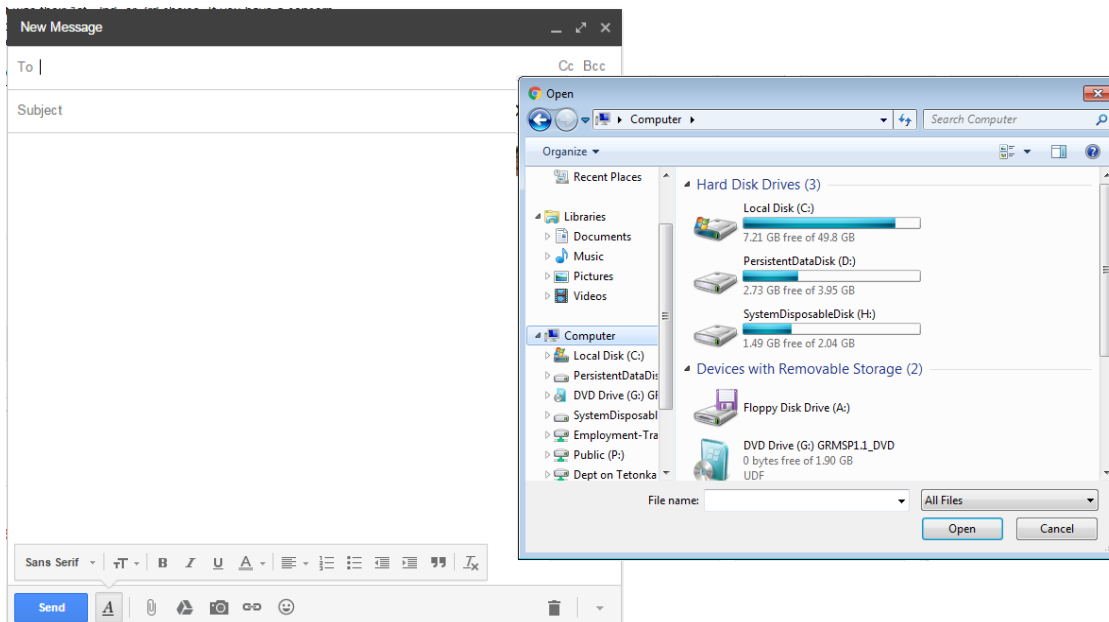 New Message
To
Cc Bcc
Subject
Sans Serif
Send
Open
Computer
Search Computer
Organize
Recent Places
Libraries
Documents
Music
Pictures
Videos
Computer
Local Disk (C:)
PersistentDataDis
DVD Drive (G:) GR
SystemDisposabl
Employment-Tra
Public (P:)
Dept on Tetonka
Hard Disk Drives (3)
Local Disk (C:)
7.21 GB free of 49.8 GB
PersistentDataDisk (D:)
2.73 GB free of 3.95 GB
SystemDisposableDisk (H:)
1.49 GB free of 2.04 GB
Devices with Removable Storage (2)
Floppy Disk Drive (A:)
DVD Drive (G:) GRMSP1.1_DVD
0 bytes free of 1.90 GB
UDF
File name:
All Files
Open
Cancel